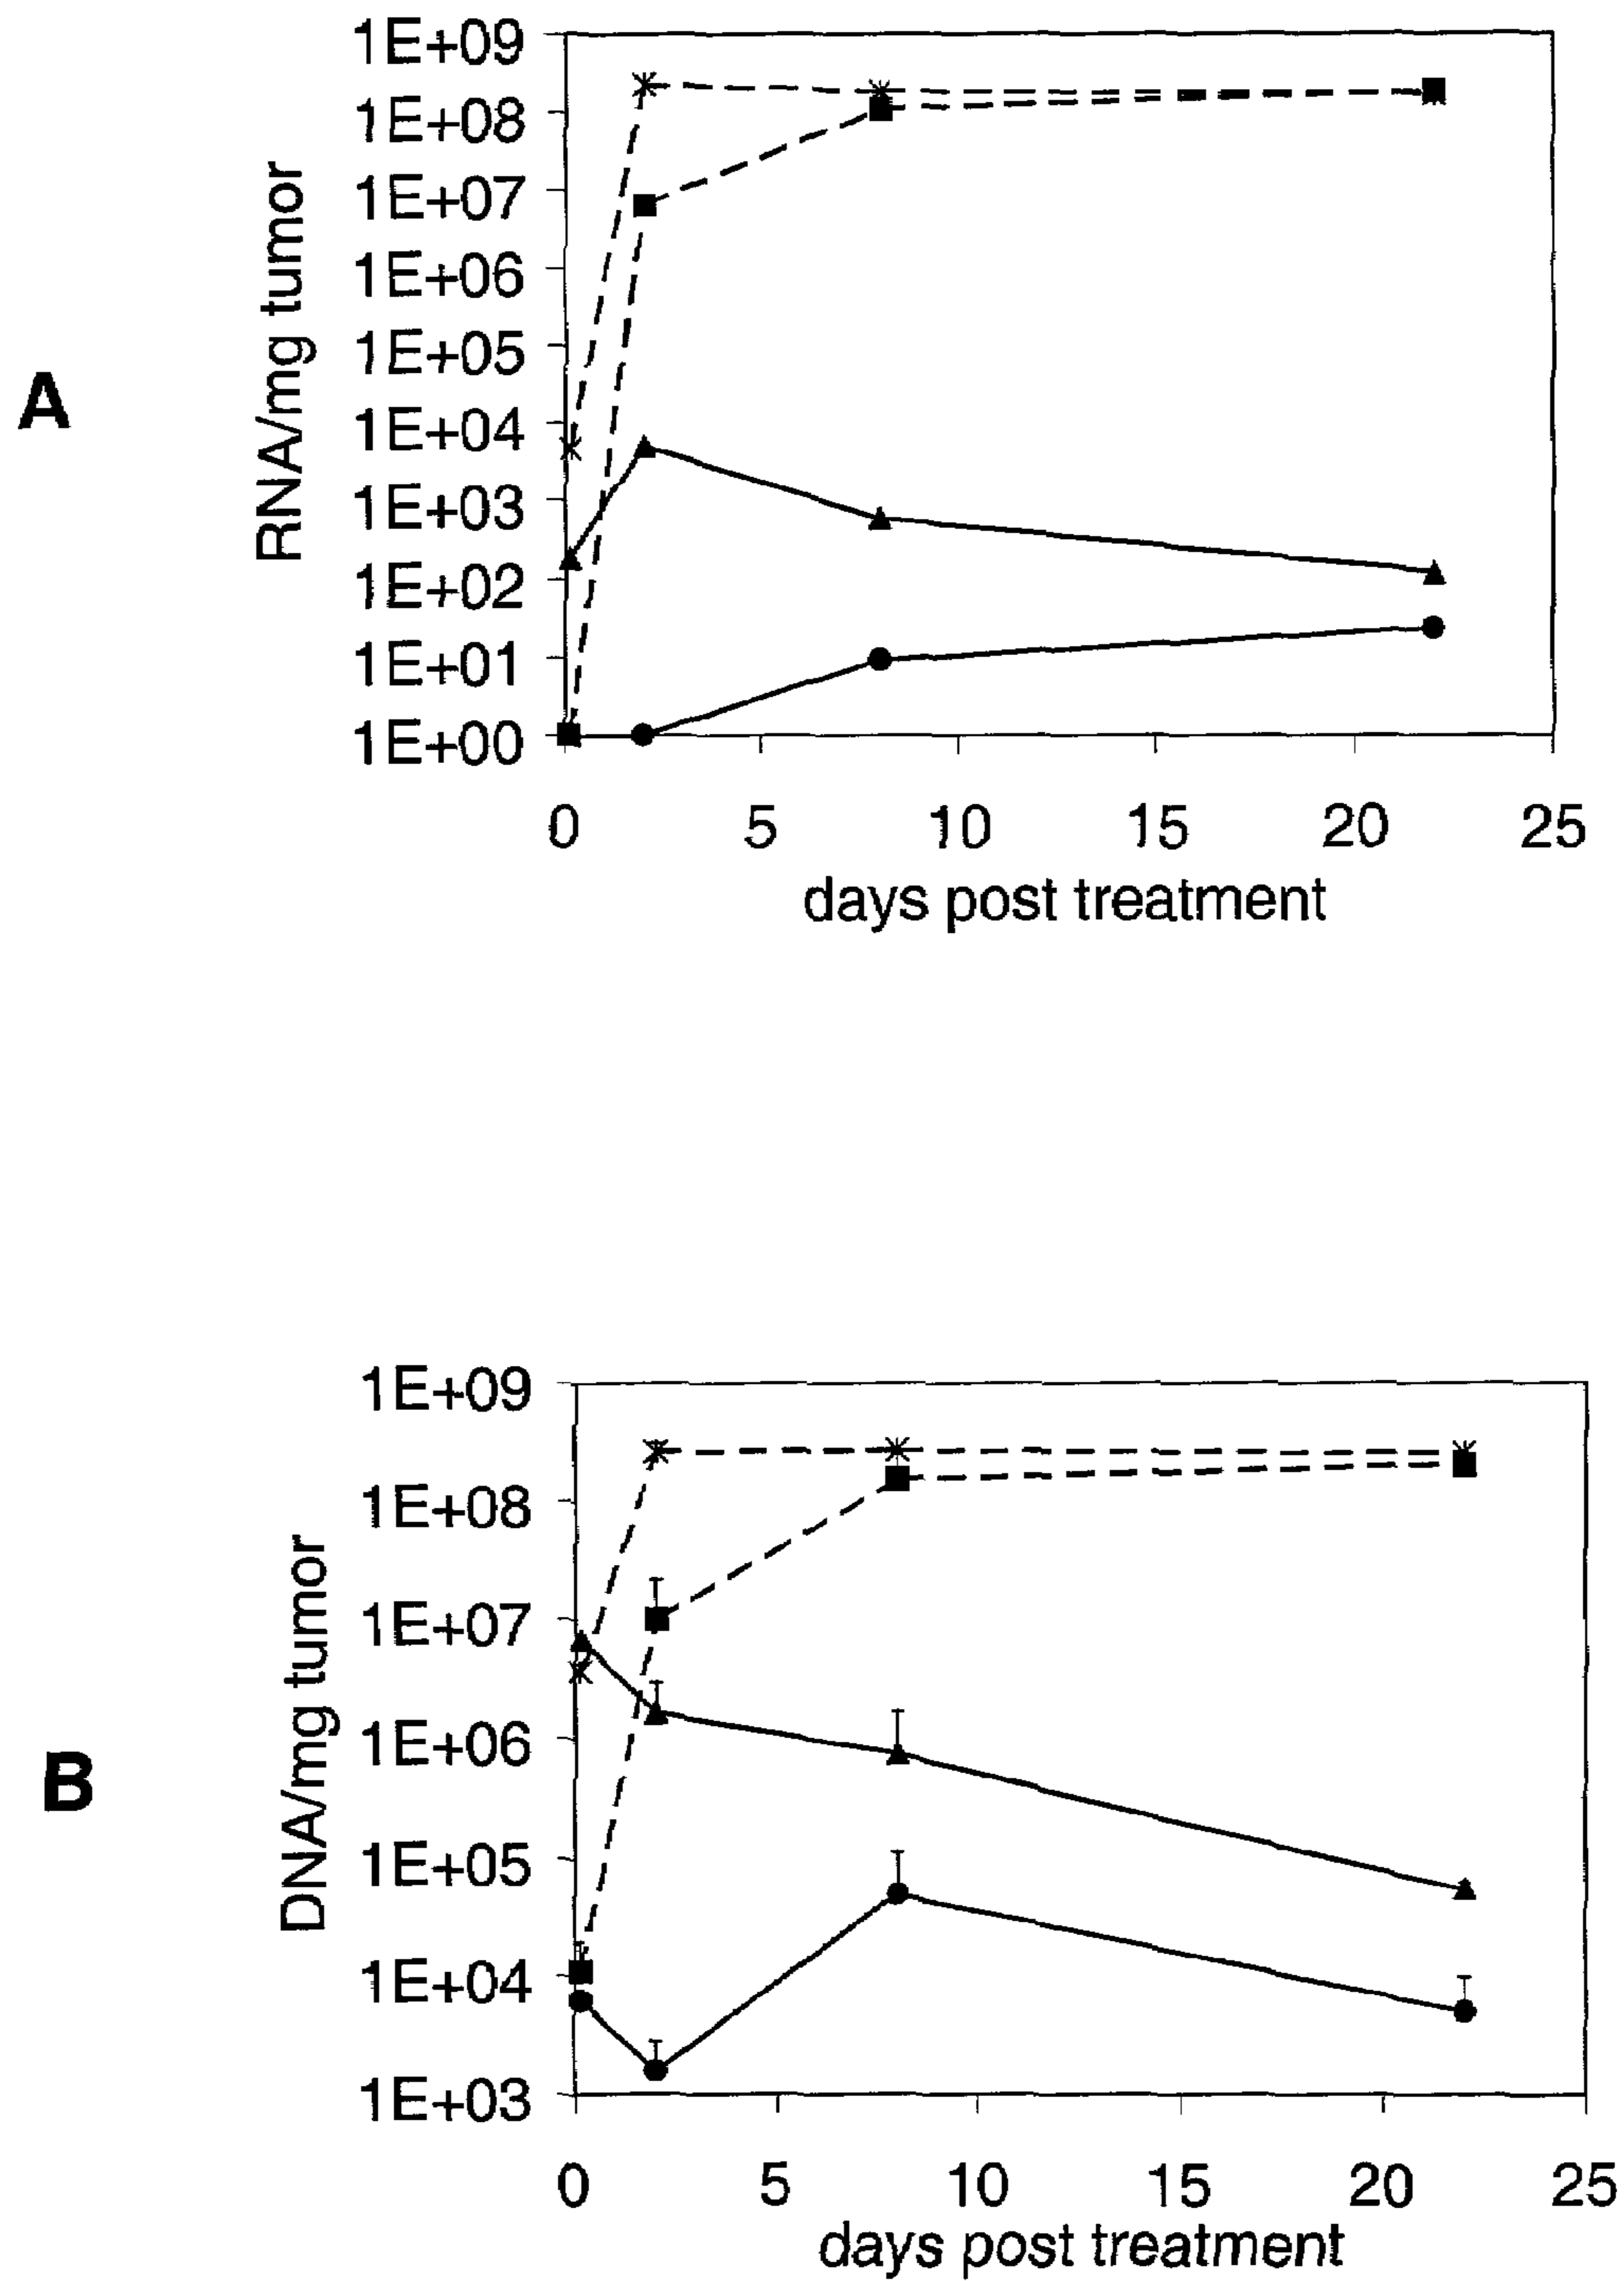 1E+09
1E+08
1E+07
1E+06
1E+05
1E+04
1E+03
1E+02
1E+01
1E+00
RNA/mg tumor
A
0 5 10 15 20 25
days post treatment
1E+09
1E+08
1E+07
1E+06
1E+05
1E+04
1E+03
DNA/mg tumor
B
0 5 10 15 20 25
days post treatment